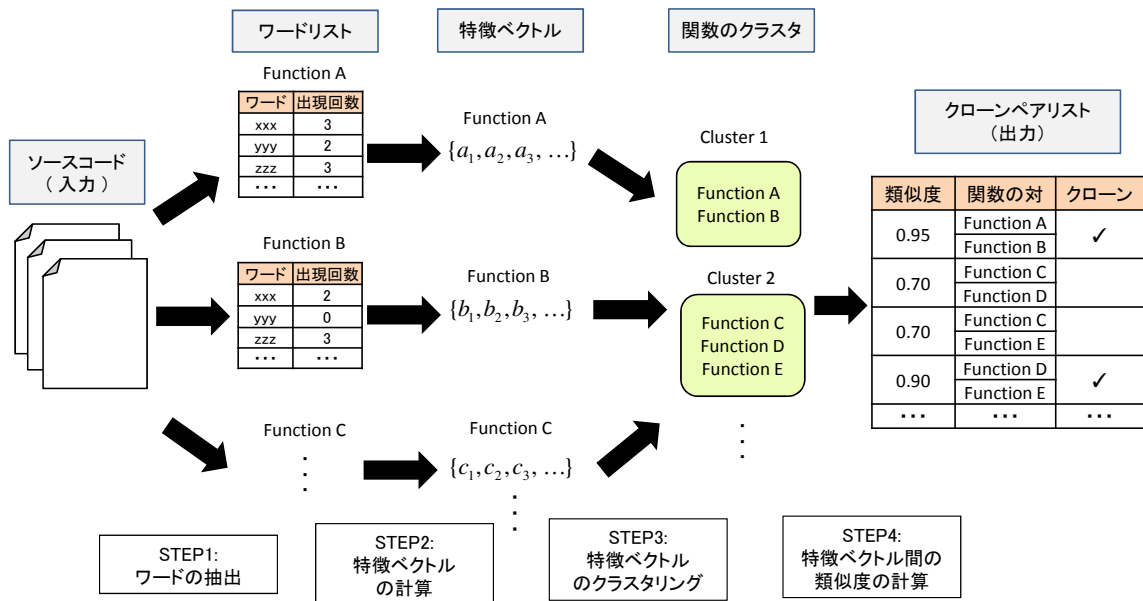 ワードリスト
特徴ベクトル
関数のクラスタ
クローンペアリスト
（出力）
ソースコード
（ 入力 ）
Function A
ワード 出現回数
xxx 3
yyy 2
zzz 3
・・・ ・・・
Function B
ワード 出現回数
xxx 2
yyy 0
zzz 3
・・・ ・・・
Function C
・・・
Function A
{a₁, a₂, a₃, …}
Function B
{b₁, b₂, b₃, …}
Function C
{c₁, c₂, c₃, …}
・・・
Cluster 1
Function A
Function B
Cluster 2
Function C
Function D
Function E
・・・
類似度 関数の対 クローン
0.95 Function A ✓
Function B
0.70 Function C
Function D
0.70 Function C
Function E
0.90 Function D ✓
Function E
・・・ ・・・ ・・・
STEP1:
ワードの抽出
STEP2:
特徴ベクトル
の計算
STEP3:
特徴ベクトル
のクラスタリング
STEP4:
特徴ベクトル間の
類似度の計算